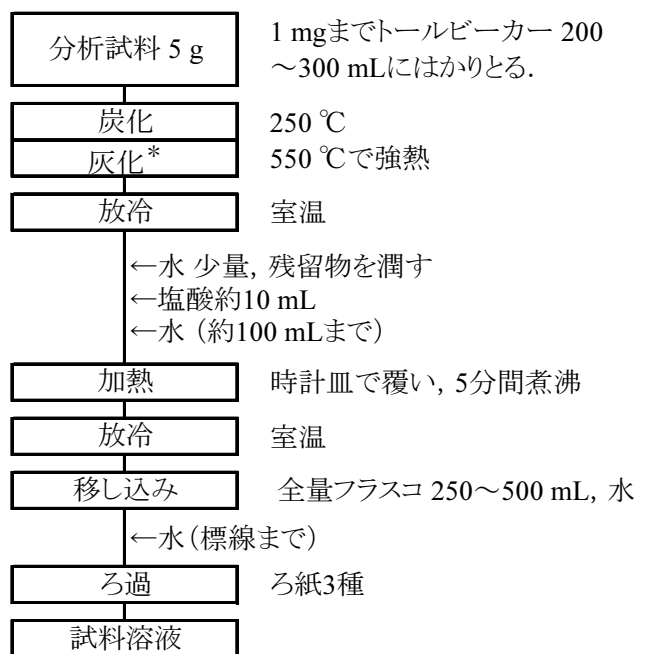 分析試料 5 g
1 mgまでトールビーカー 200
～300 mLにはかりとる.
炭化
250 ℃
灰化*
550 ℃で強熱
放冷
室温
←水 少量, 残留物を潤す
←塩酸約10 mL
←水 (約100 mLまで)
加熱
時計皿で覆い, 5分間煮沸
放冷
室温
移し込み
全量フラスコ 250～500 mL, 水
←水(標線まで)
ろ過
ろ紙3種
試料溶液